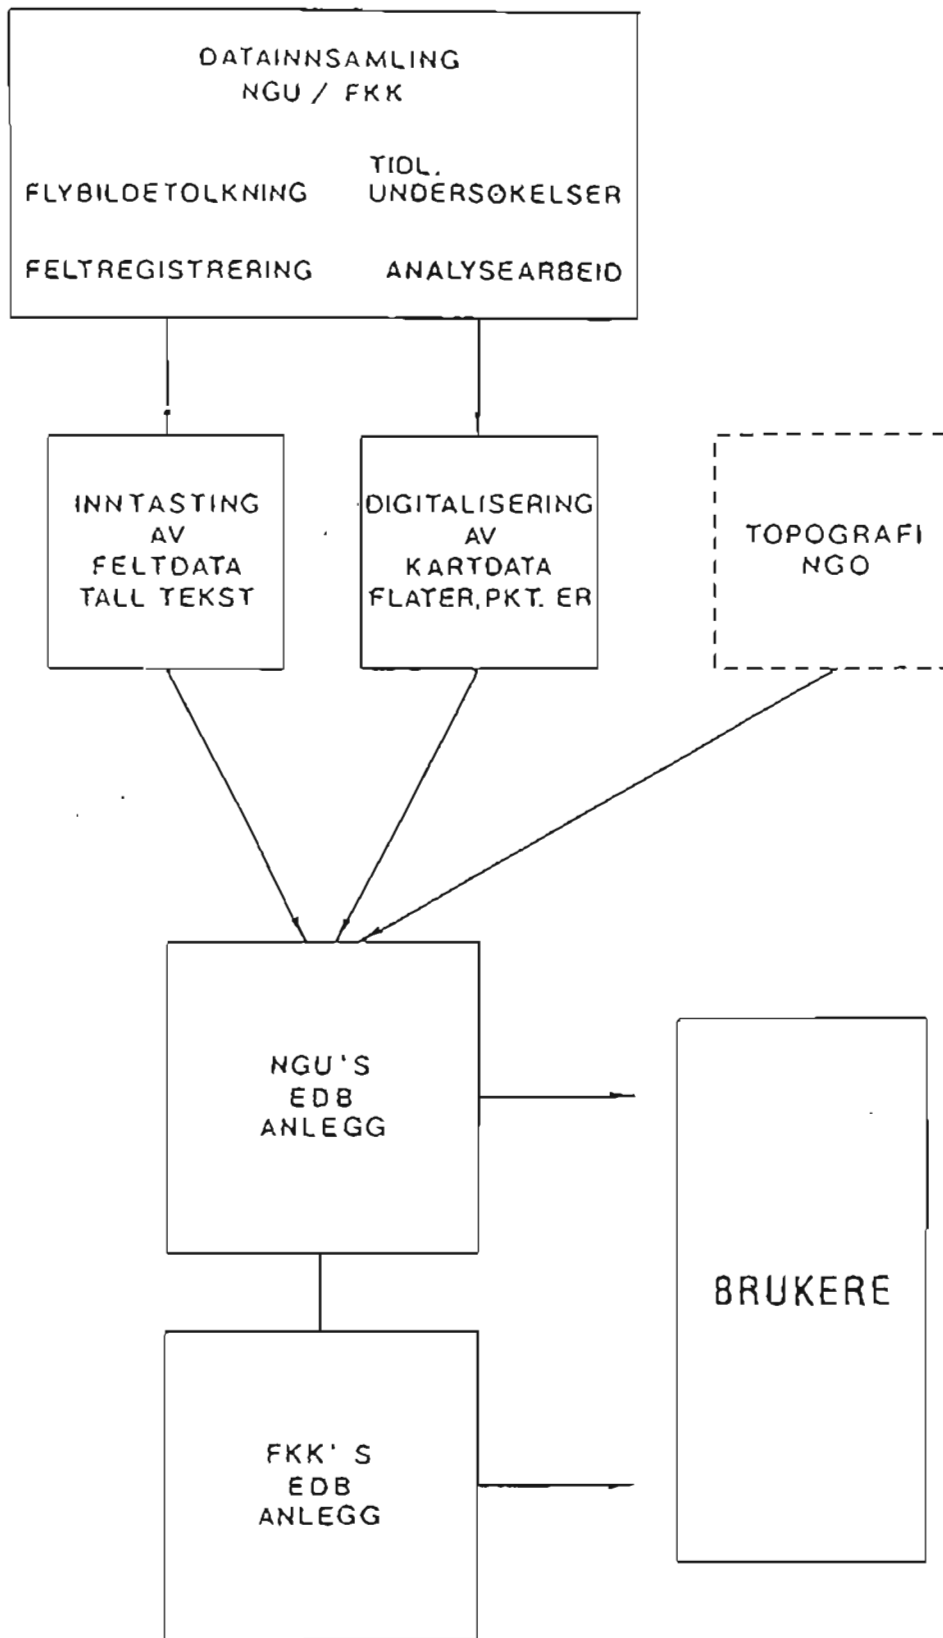 DATAINNSAMLING
NGU / FKK
FLYBILDETOLKNING
TIDL.
UNDERSØKELSER
FELTREGISTRERING
ANALYSEARBEID
INNTASTING
AV
FELTDATA
TALL TEKST
DIGITALISERING
AV
KARTDATA
FLATER, PKT. ER
TOPOGRAFI
NGO
NGU'S
EDB
ANLEGG
BRUKERE
FKK'S
EDB
ANLEGG